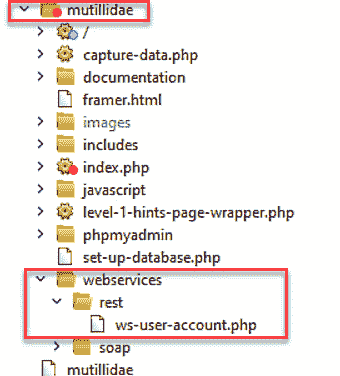 mutillidae
/
capture-data.php
documentation
framer.html
images
includes
index.php
javascript
level-1-hints-page-wrapper.php
phpmyadmin
set-up-database.php
webservices
rest
ws-user-account.php
soap
mutillidae